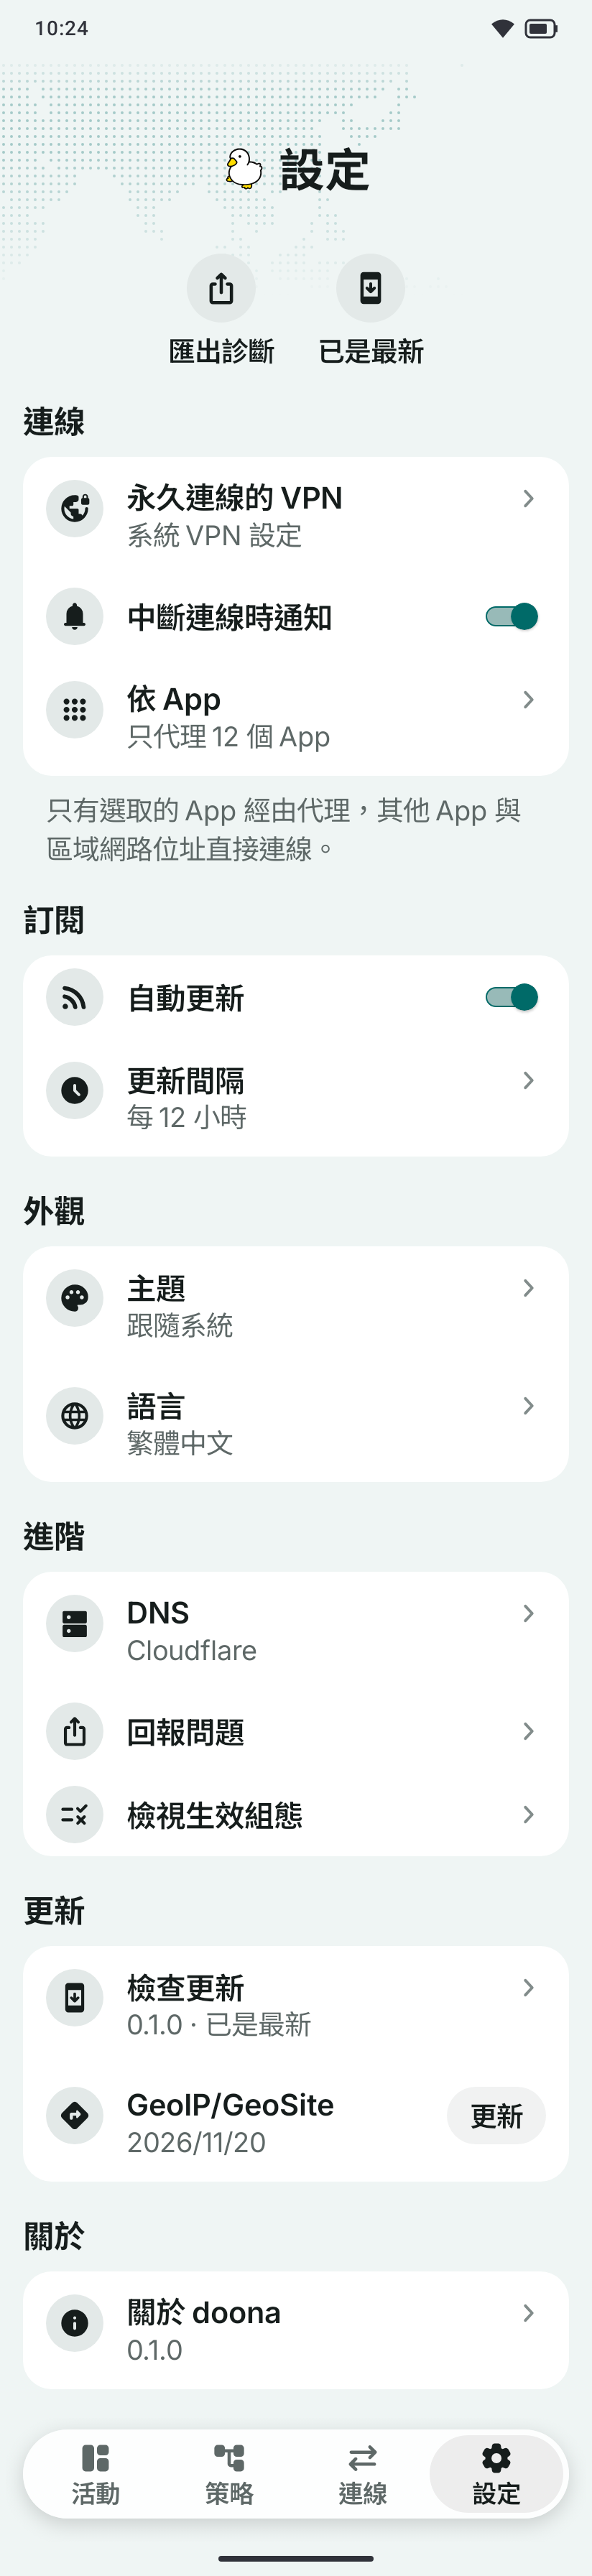 10:24
設定
匯出診斷
已是最新
連線
永久連線的 VPN
系統 VPN 設定
中斷連線時通知
依 App
只代理 12 個 App
只有選取的 App 經由代理，其他 App 與
區域網路位址直接連線。
訂閱
自動更新
更新間隔
每 12 小時
外觀
主題
跟隨系統
語言
繁體中文
進階
DNS
Cloudflare
回報問題
檢視生效組態
更新
檢查更新
0.1.0 · 已是最新
GeoIP/GeoSite
2026/11/20
更新
關於
關於 doona
0.1.0
活動
策略
連線
設定